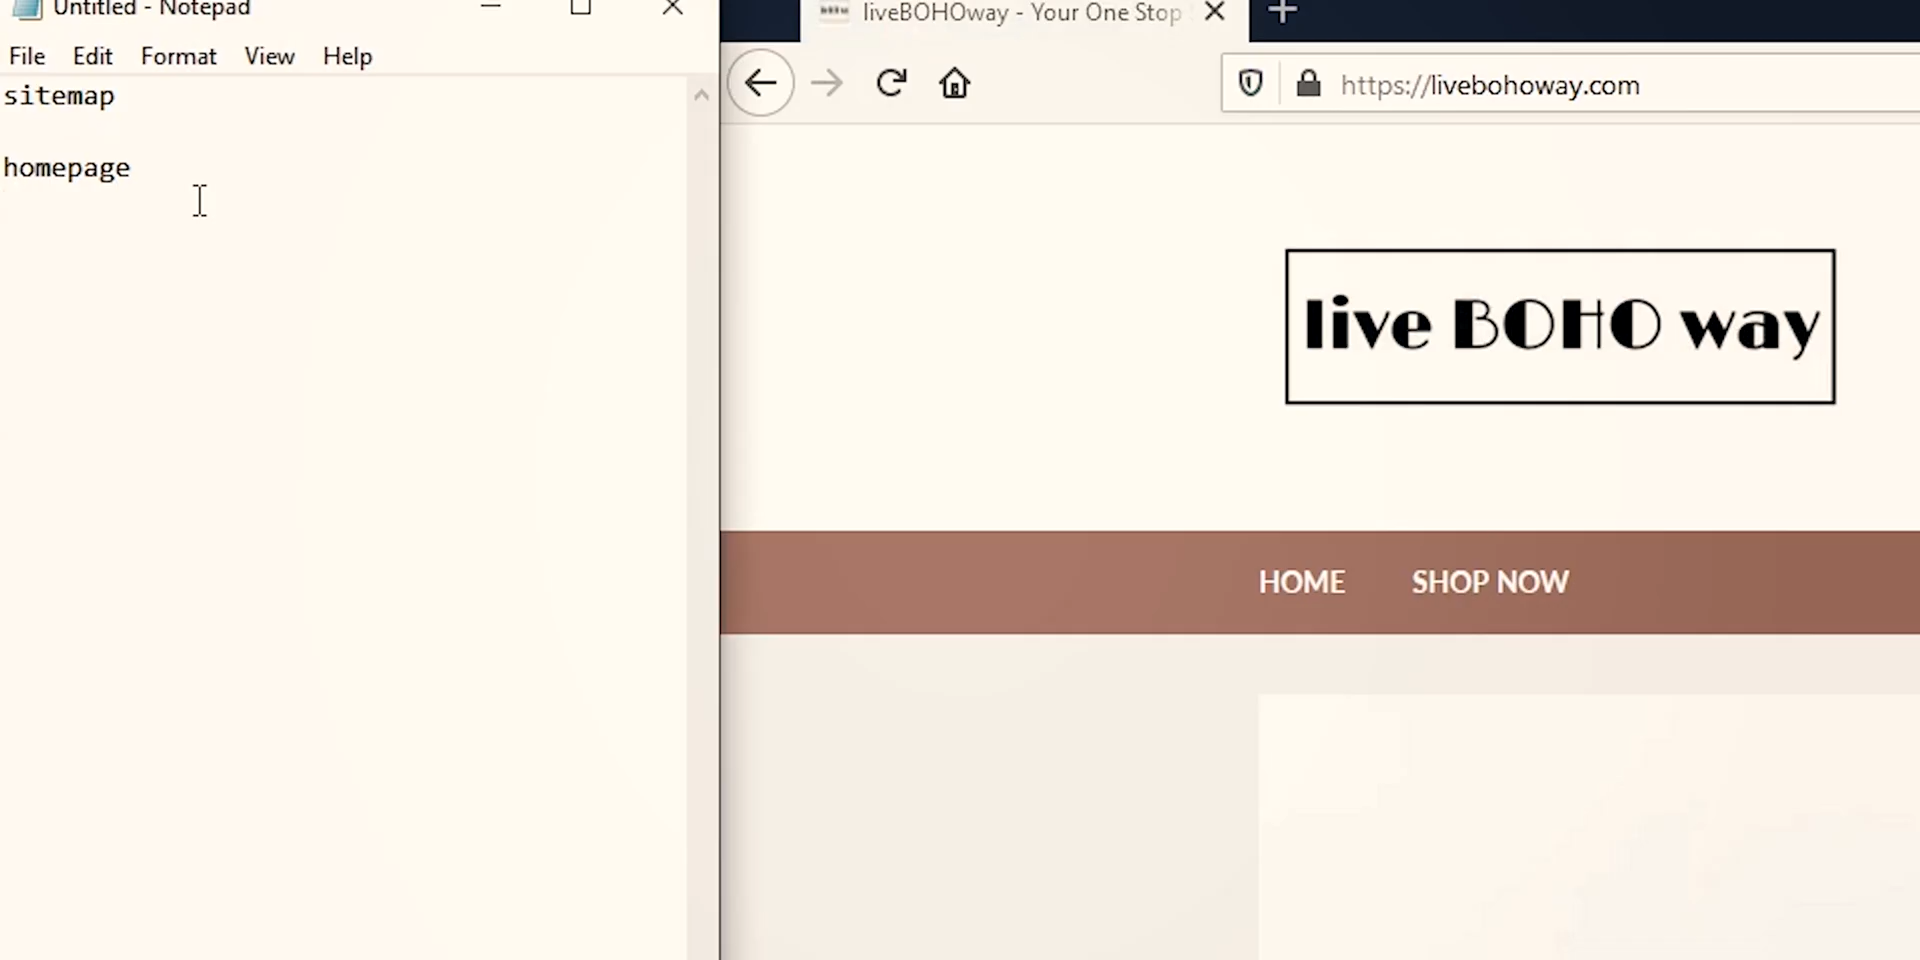 Untitled - Notepad
File Edit Format View Help
sitemap
homepage
liveBOHOway - Your One Stop
https://livebohoway.com
live BOHO way
HOME SHOP NOW